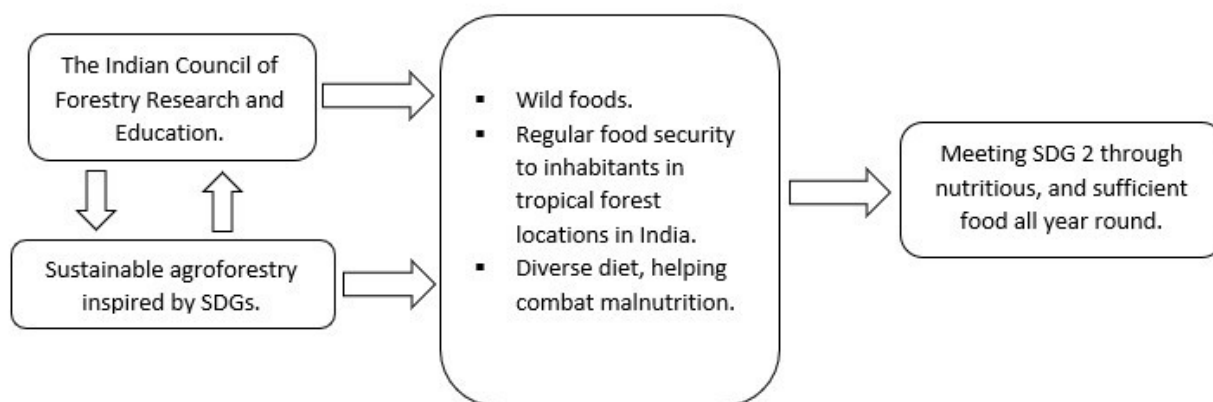 The Indian Council of
Forestry Research and
Education.
Sustainable agroforestry
inspired by SDGs.
▪ Wild foods.
▪ Regular food security
to inhabitants in
tropical forest
locations in India.
▪ Diverse diet, helping
combat malnutrition.
Meeting SDG 2 through
nutritious, and sufficient
food all year round.